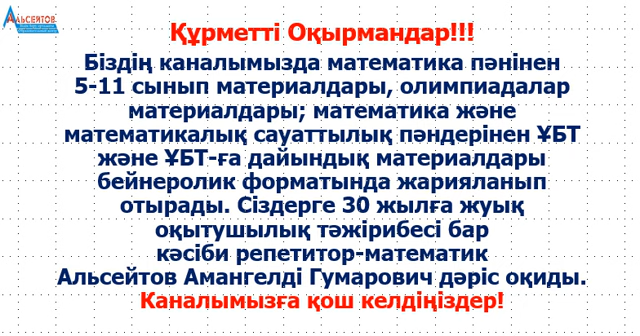 Альсейтов
Құрметті Оқырмандар!!!
Біздің каналымызда математика пәнінен
5-11 сынып материалдары, олимпиадалар
материалдары; математика және
математикалық сауаттылық пәндерінен ҰБТ
және ҰБТ-ға дайындық материалдары
бейнеролик форматында жарияланып
отырады. Сіздерге 30 жылға жуық
оқытушылық тәжірибесі бар
кәсіби репетитор-математик
Альсейтов Амангелді Гумарович дәріс оқиды.
Каналымызға қош келдіңіздер!